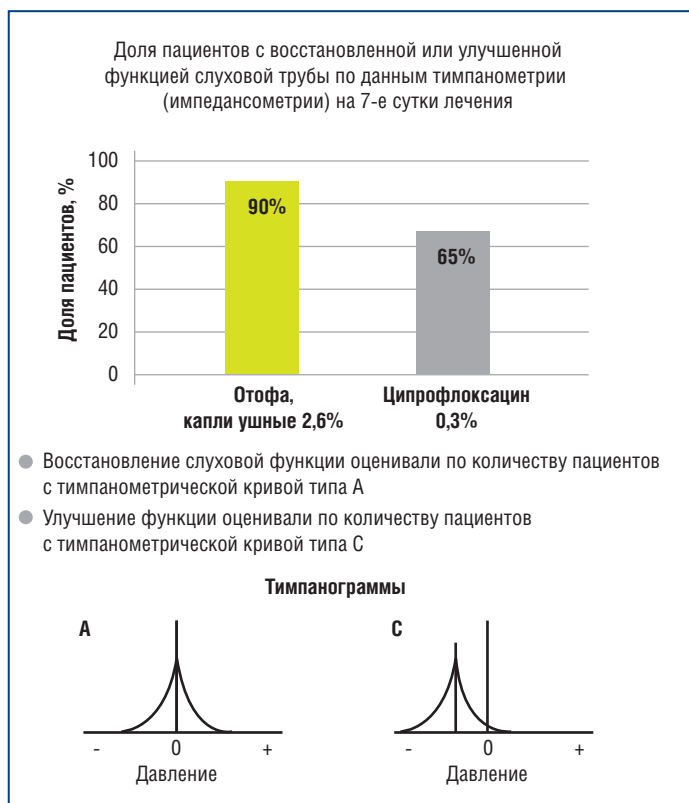 Доля пациентов с восстановленной или улучшенной
функцией слуховой трубы по данным тимпанометрии
(импедансометрии) на 7-е сутки лечения
Доля пациентов, %
100
80
60
40
20
0
90%
65%
Отофа,
капли ушные 2,6%
Ципрофлоксацин
0,3%
Восстановление слуховой функции оценивали по количеству пациентов
с тимпанометрической кривой типа А
Улучшение функции оценивали по количеству пациентов
с тимпанометрической кривой типа С
Тимпанограммы
А
- 0 +
Давление
С
- 0 +
Давление